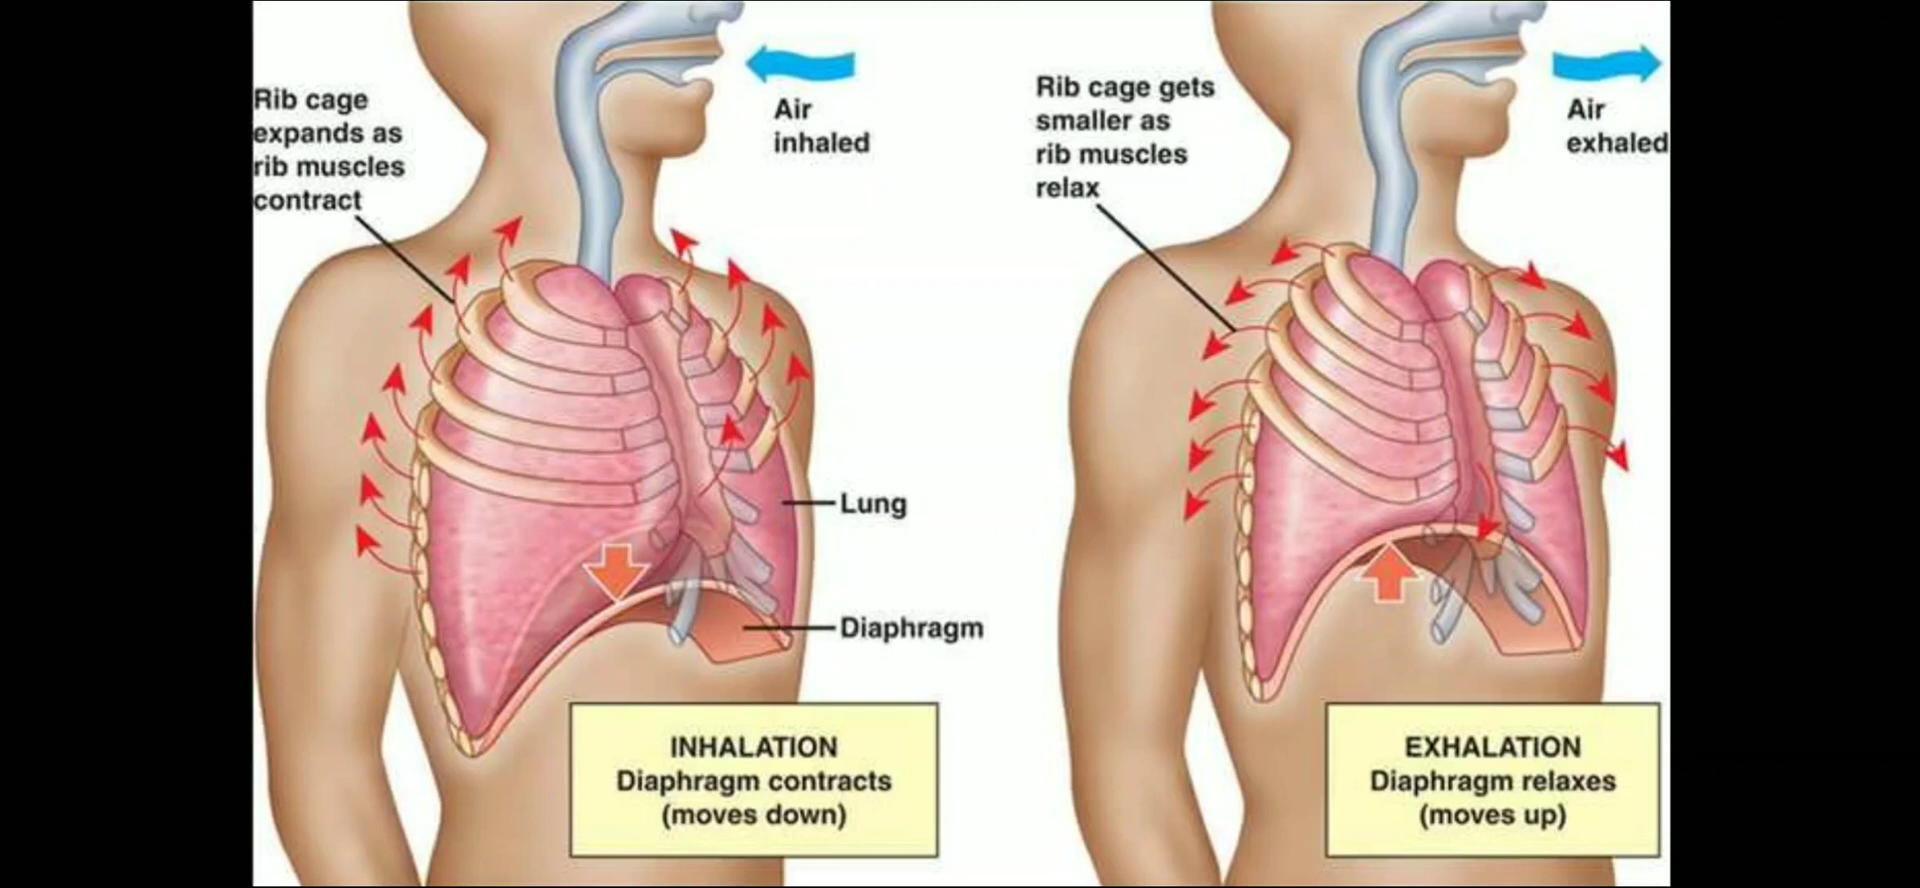 Rib cage
expands as
rib muscles
contract
Air
inhaled
Lung
Diaphragm
INHALATION
Diaphragm contracts
(moves down)
Rib cage gets
smaller as
rib muscles
relax
Air
exhaled
EXHALATION
Diaphragm relaxes
(moves up)